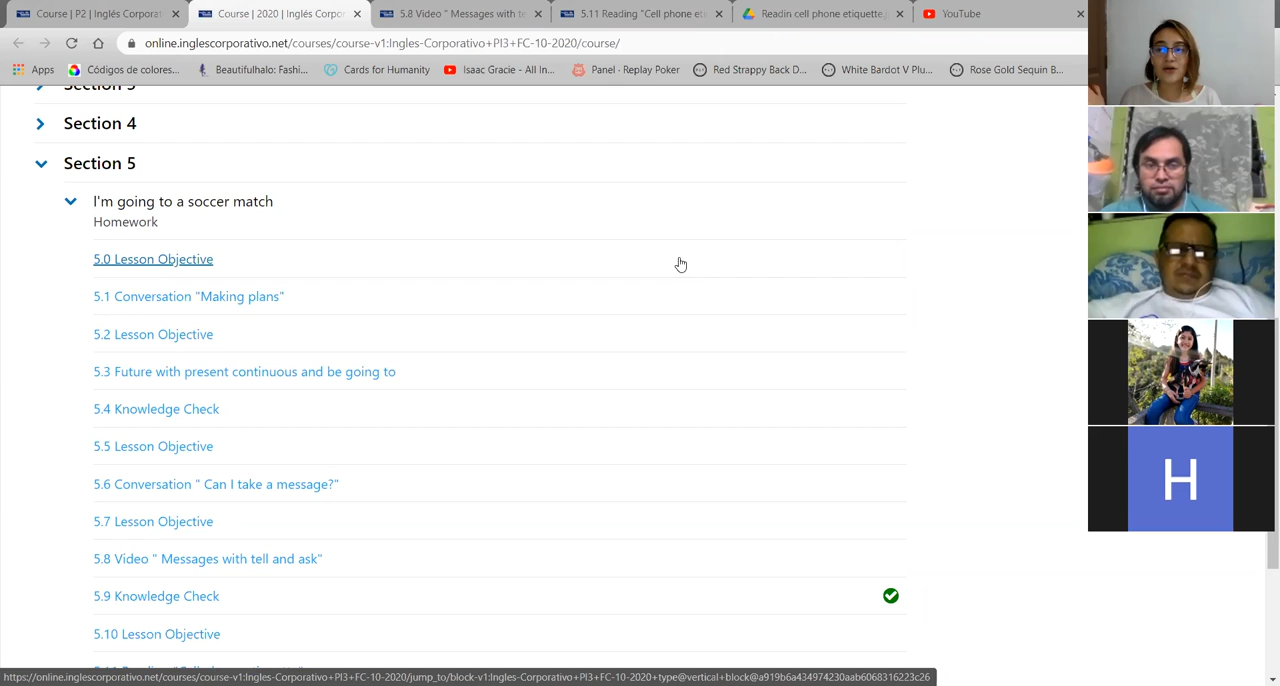 Course | P2 | Inglés Corporat
Course | 2020 | Inglés Corpor
5.8 Video " Messages with te
5.11 Reading "Cell phone eti
Readin cell phone etiquette.j
YouTube
online.inglescorporativo.net/courses/course-v1:Ingles-Corporativo+PI3+FC-10-2020/course/
Apps
Códigos de colores...
Beautifulhalo: Fashi...
Cards for Humanity
Isaac Gracie - All In...
Panel · Replay Poker
Red Strappy Back D...
White Bardot V Plu...
Rose Gold Sequin B...
Section 4
Section 5
I'm going to a soccer match
Homework
5.0 Lesson Objective
5.1 Conversation "Making plans"
5.2 Lesson Objective
5.3 Future with present continuous and be going to
5.4 Knowledge Check
5.5 Lesson Objective
5.6 Conversation " Can I take a message?"
5.7 Lesson Objective
5.8 Video " Messages with tell and ask"
5.9 Knowledge Check
5.10 Lesson Objective
https://online.inglescorporativo.net/courses/course-v1:Ingles-Corporativo+PI3+FC-10-2020/jump_to/block-v1:Ingles-Corporativo+PI3+FC-10-2020+type@vertical+block@a919b6a434974230aab6068316223c26
H